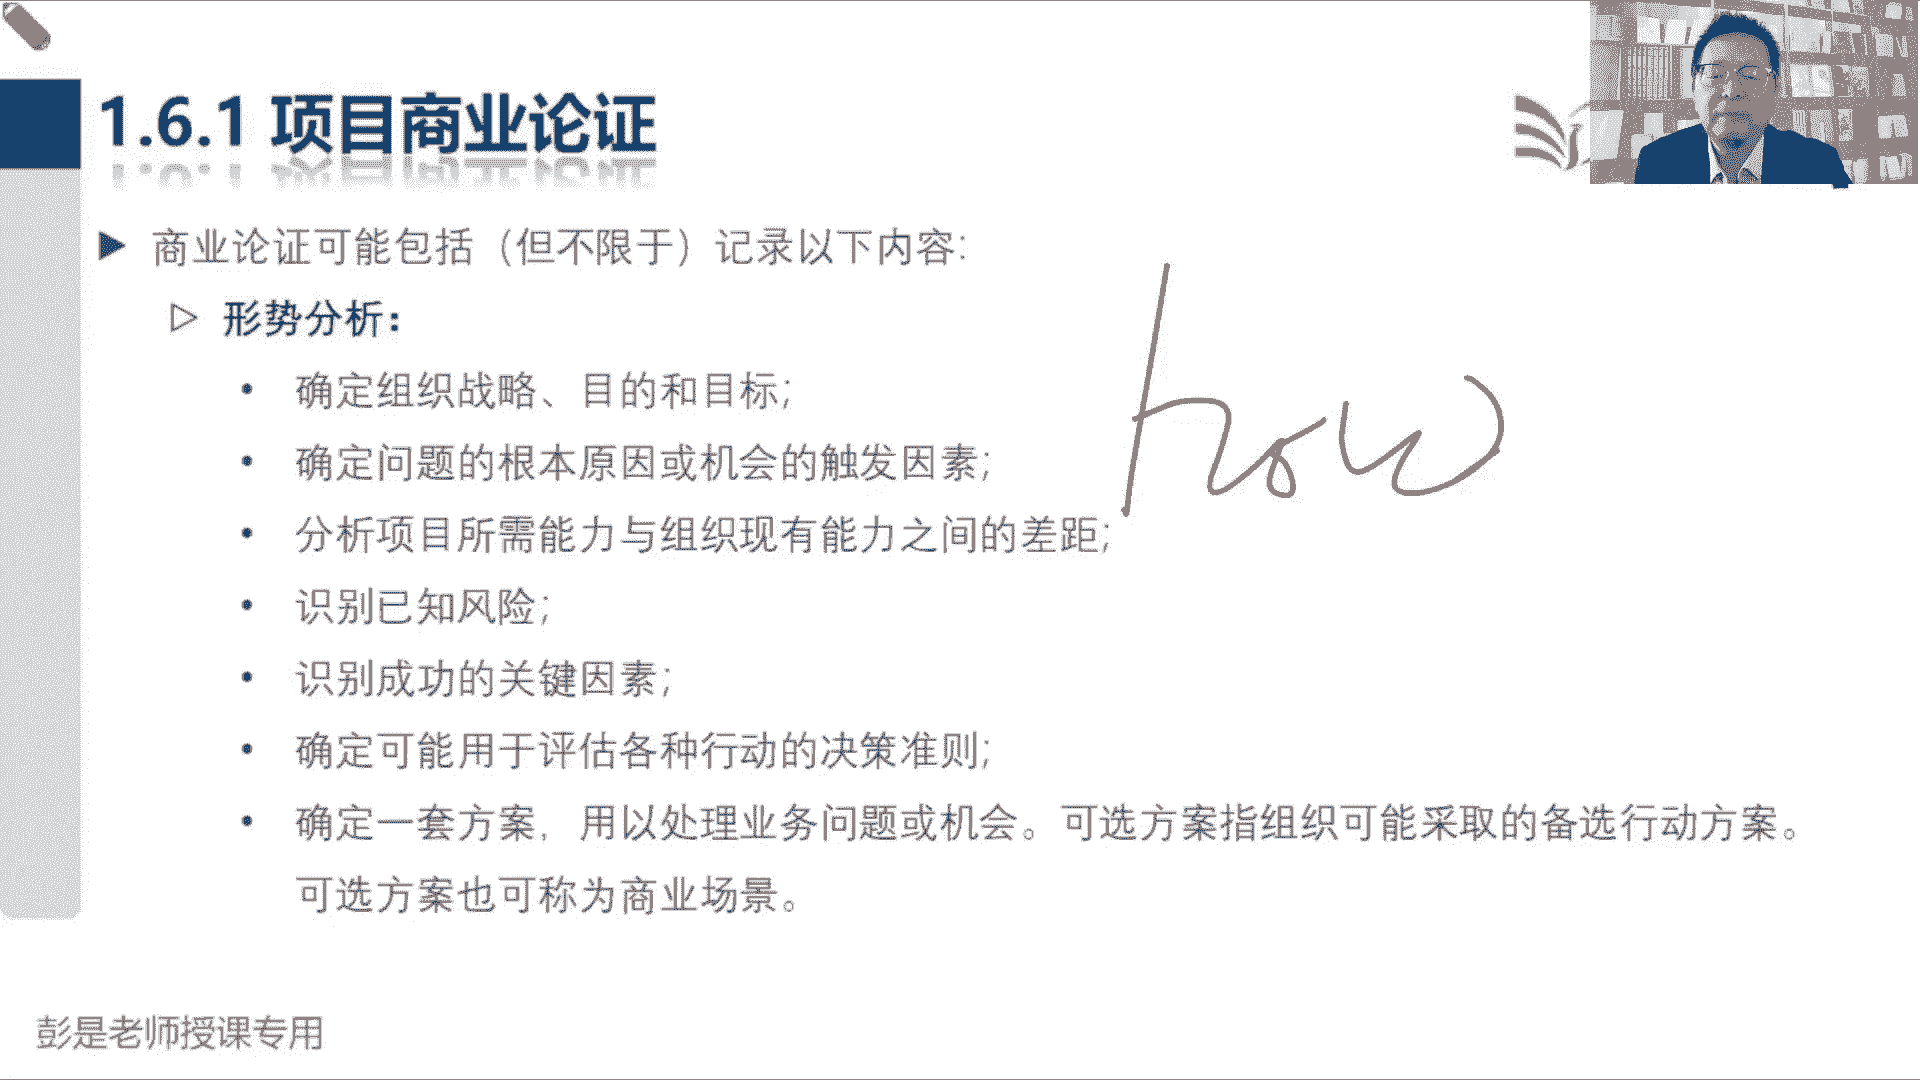 1.6.1 项目商业论证
商业论证可能包括（但不限于）记录以下内容：
形势分析：
确定组织战略、目的和目标；
确定问题的根本原因或机会的触发因素；
分析项目所需能力与组织现有能力之间的差距；
识别已知风险；
识别成功的关键因素；
确定可能用于评估各种行动的决策准则；
确定一套方案，用以处理业务问题或机会。可选方案指组织可能采取的备选行动方案。
可选方案也可称为商业场景。
how
彭是老师授课专用